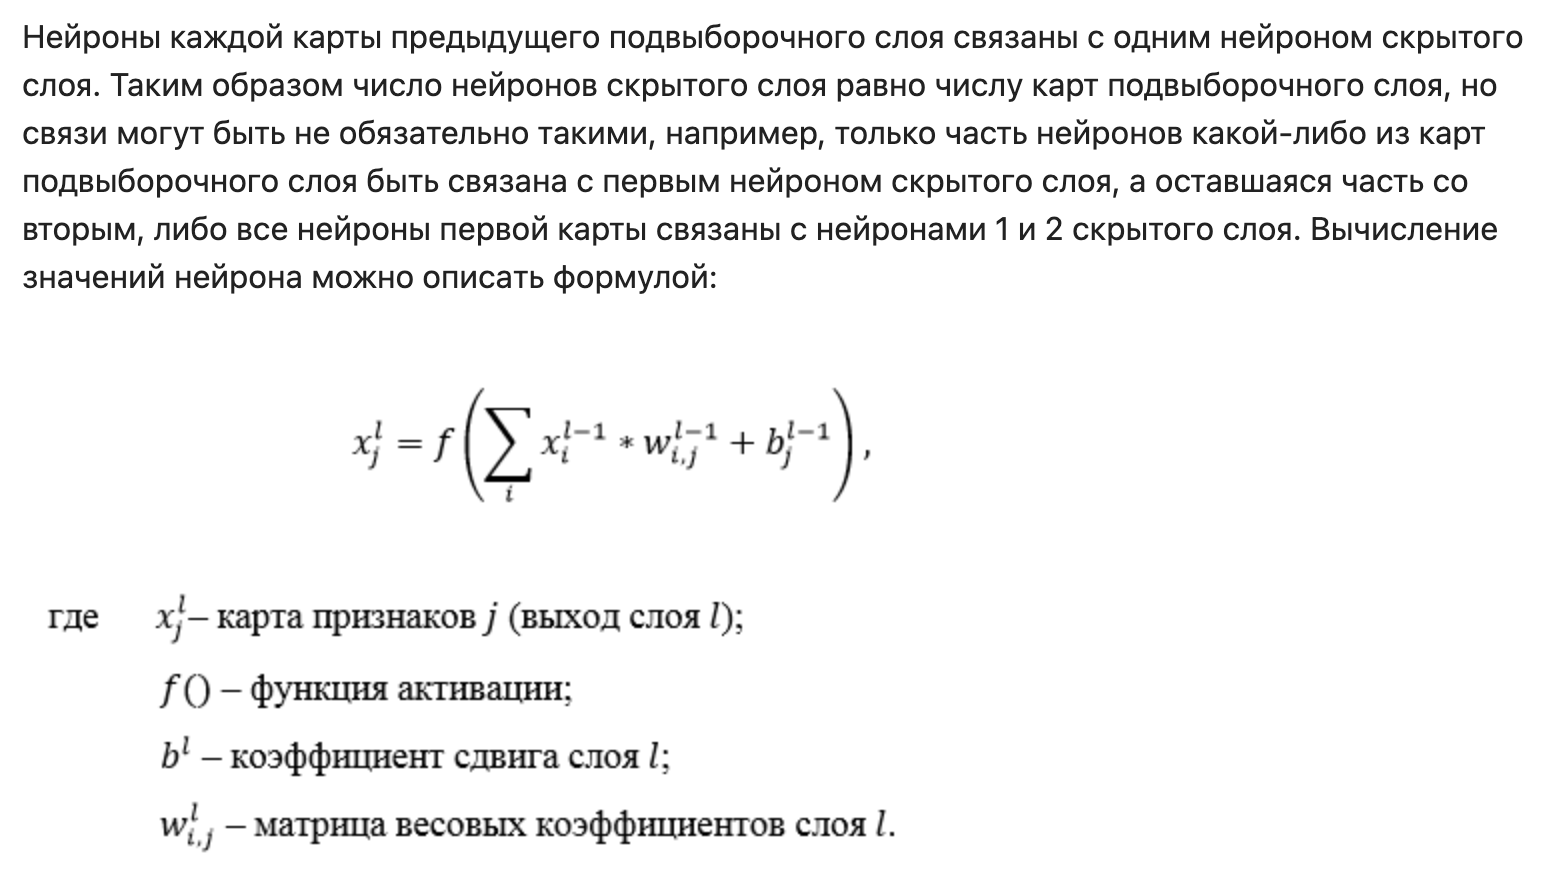 Нейроны каждой карты предыдущего подвыборочного слоя связаны с одним нейроном скрытого
слоя. Таким образом число нейронов скрытого слоя равно числу карт подвыборочного слоя, но
связи могут быть не обязательно такими, например, только часть нейронов какой-либо из карт
подвыборочного слоя быть связана с первым нейроном скрытого слоя, а оставшаяся часть со
вторым, либо все нейроны первой карты связаны с нейронами 1 и 2 скрытого слоя. Вычисление
значений нейрона можно описать формулой:
x_j^l = f(∑_i x_i^{l-1} * w_{i,j}^{l-1} + b_j^{l-1}),
где x_j^l – карта признаков j (выход слоя l);
f() – функция активации;
b^l – коэффициент сдвига слоя l;
w_{i,j}^l – матрица весовых коэффициентов слоя l.